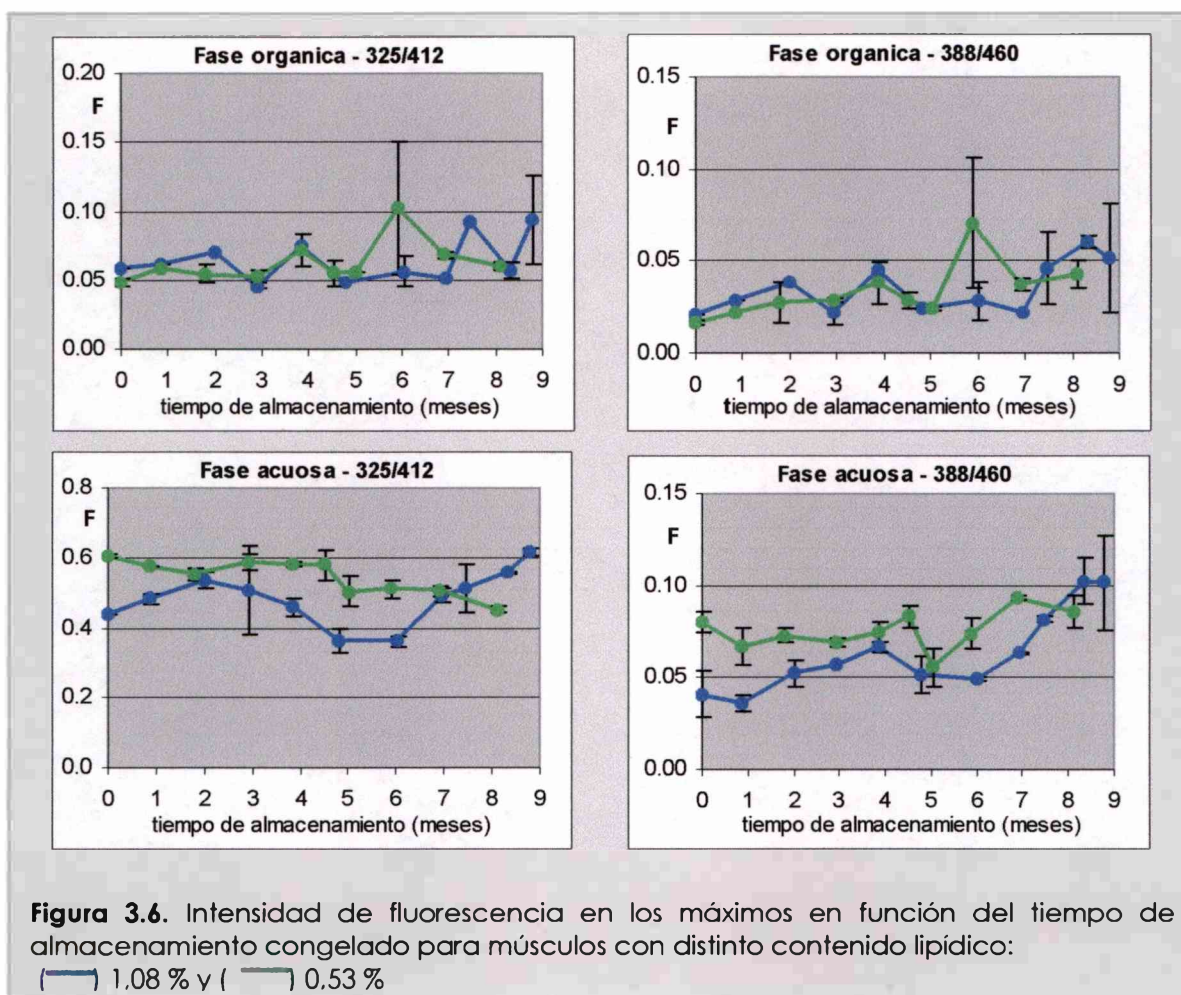 Fase organica - 325/412
0.20
F
0.15
0.10
0.05
0.00
0 1 2 3 4 5 6 7 8 9
tiempo de almacenamiento (meses)
Fase organica - 388/460
0.15
F
0.10
0.05
0.00
0 1 2 3 4 5 6 7 8 9
tiempo de alamacenamiento (meses)
Fase acuosa - 325/412
0.8
F
0.6
0.4
0.2
0.0
0 1 2 3 4 5 6 7 8 9
tiempo de almacenamiento (meses)
Fase acuosa - 388/460
0.15
F
0.10
0.05
0.00
0 1 2 3 4 5 6 7 8 9
tiempo de almacenamiento (meses)
Figura 3.6. Intensidad de fluorescencia en los máximos en función del tiempo de
almacenamiento congelado para músculos con distinto contenido lipídico:
( ) 1,08 % y ( ) 0,53 %